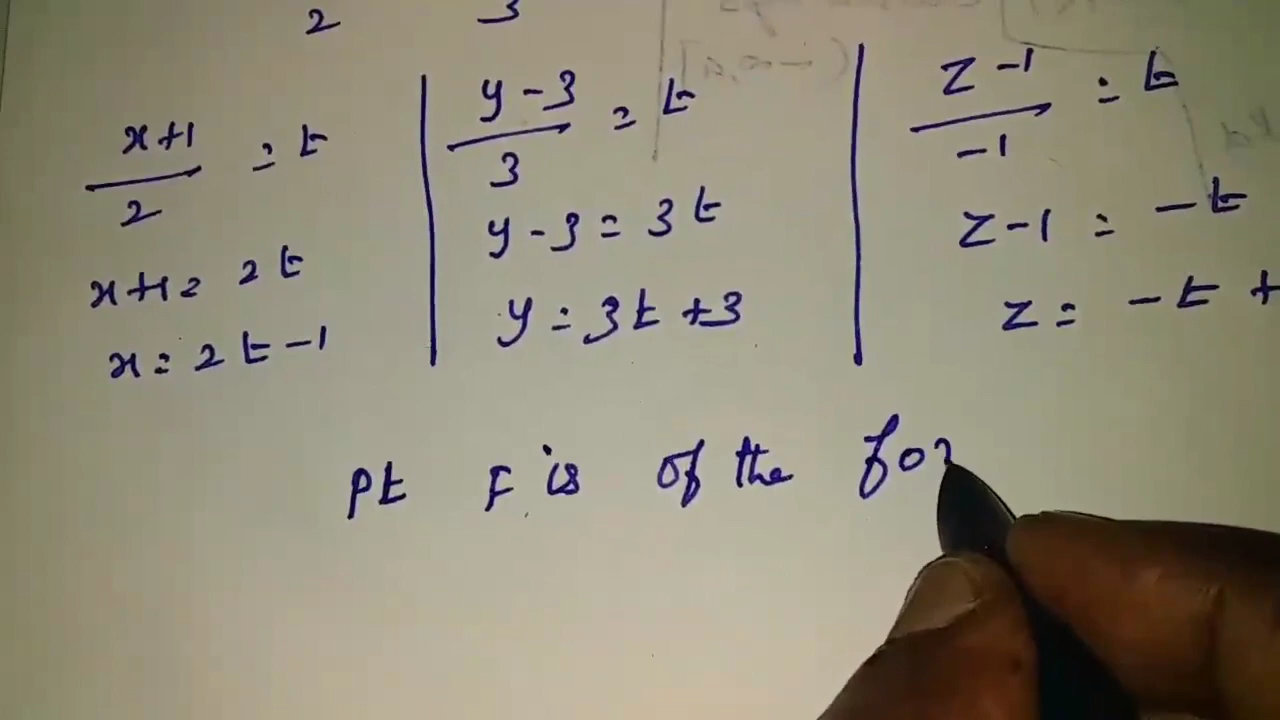 2 3
x+1/2 = t
x+1 = 2t
x = 2t-1
y-3/3 = t
y-3 = 3t
y = 3t+3
z-1/-1 = t
z-1 = -t
z = -t +
Pt F is of the for